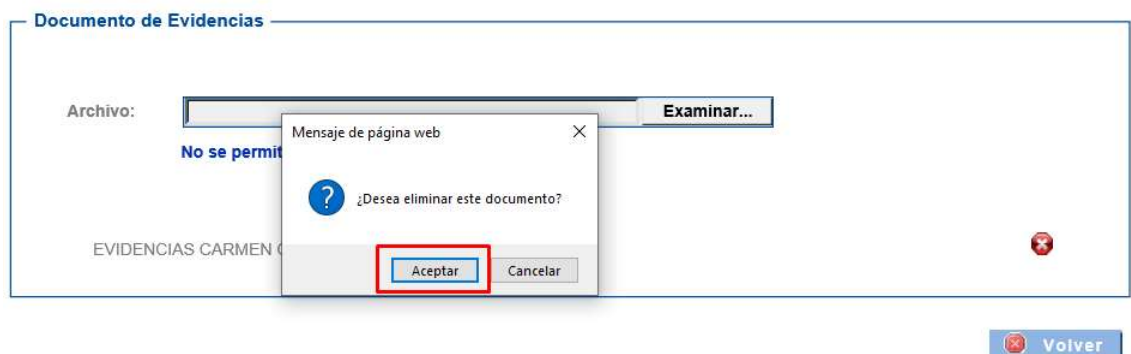 Documento de Evidencias
Archivo:
Examinar...
Mensaje de página web
No se permit
¿Desea eliminar este documento?
EVIDENCIAS CARMEN
Aceptar
Cancelar
Volver